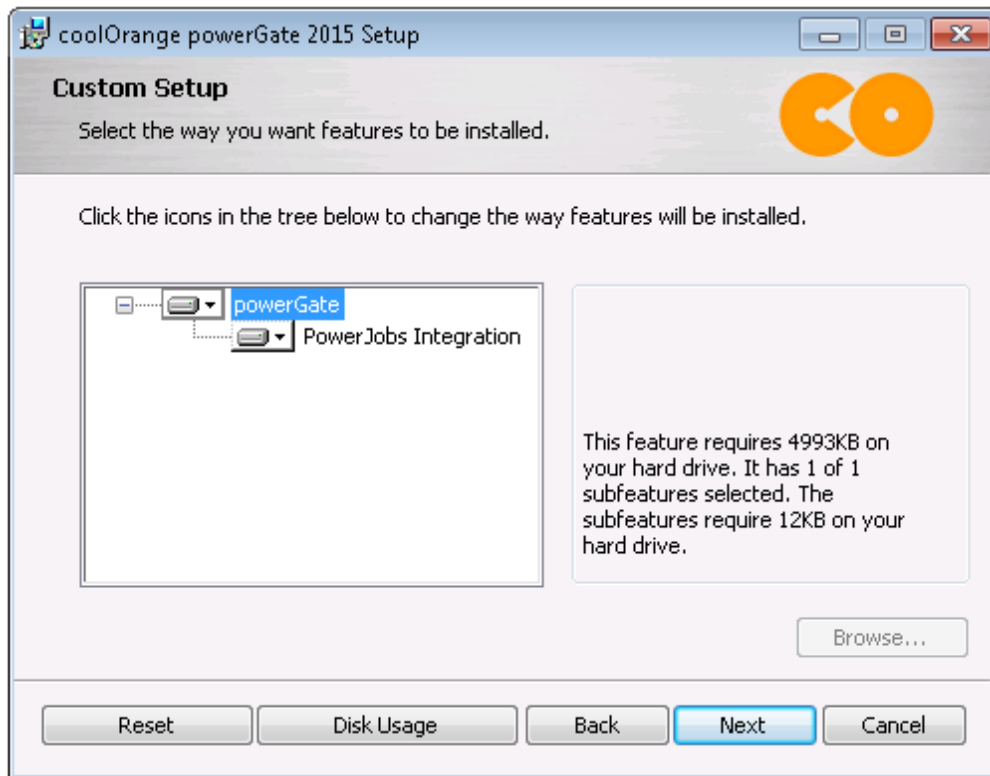 coolOrange powerGate 2015 Setup
Custom Setup
Select the way you want features to be installed.
CO
Click the icons in the tree below to change the way features will be installed.
powerGate
PowerJobs Integration
This feature requires 4993KB on
your hard drive. It has 1 of 1
subfeatures selected. The
subfeatures require 12KB on your
hard drive.
Browse...
Reset
Disk Usage
Back
Next
Cancel